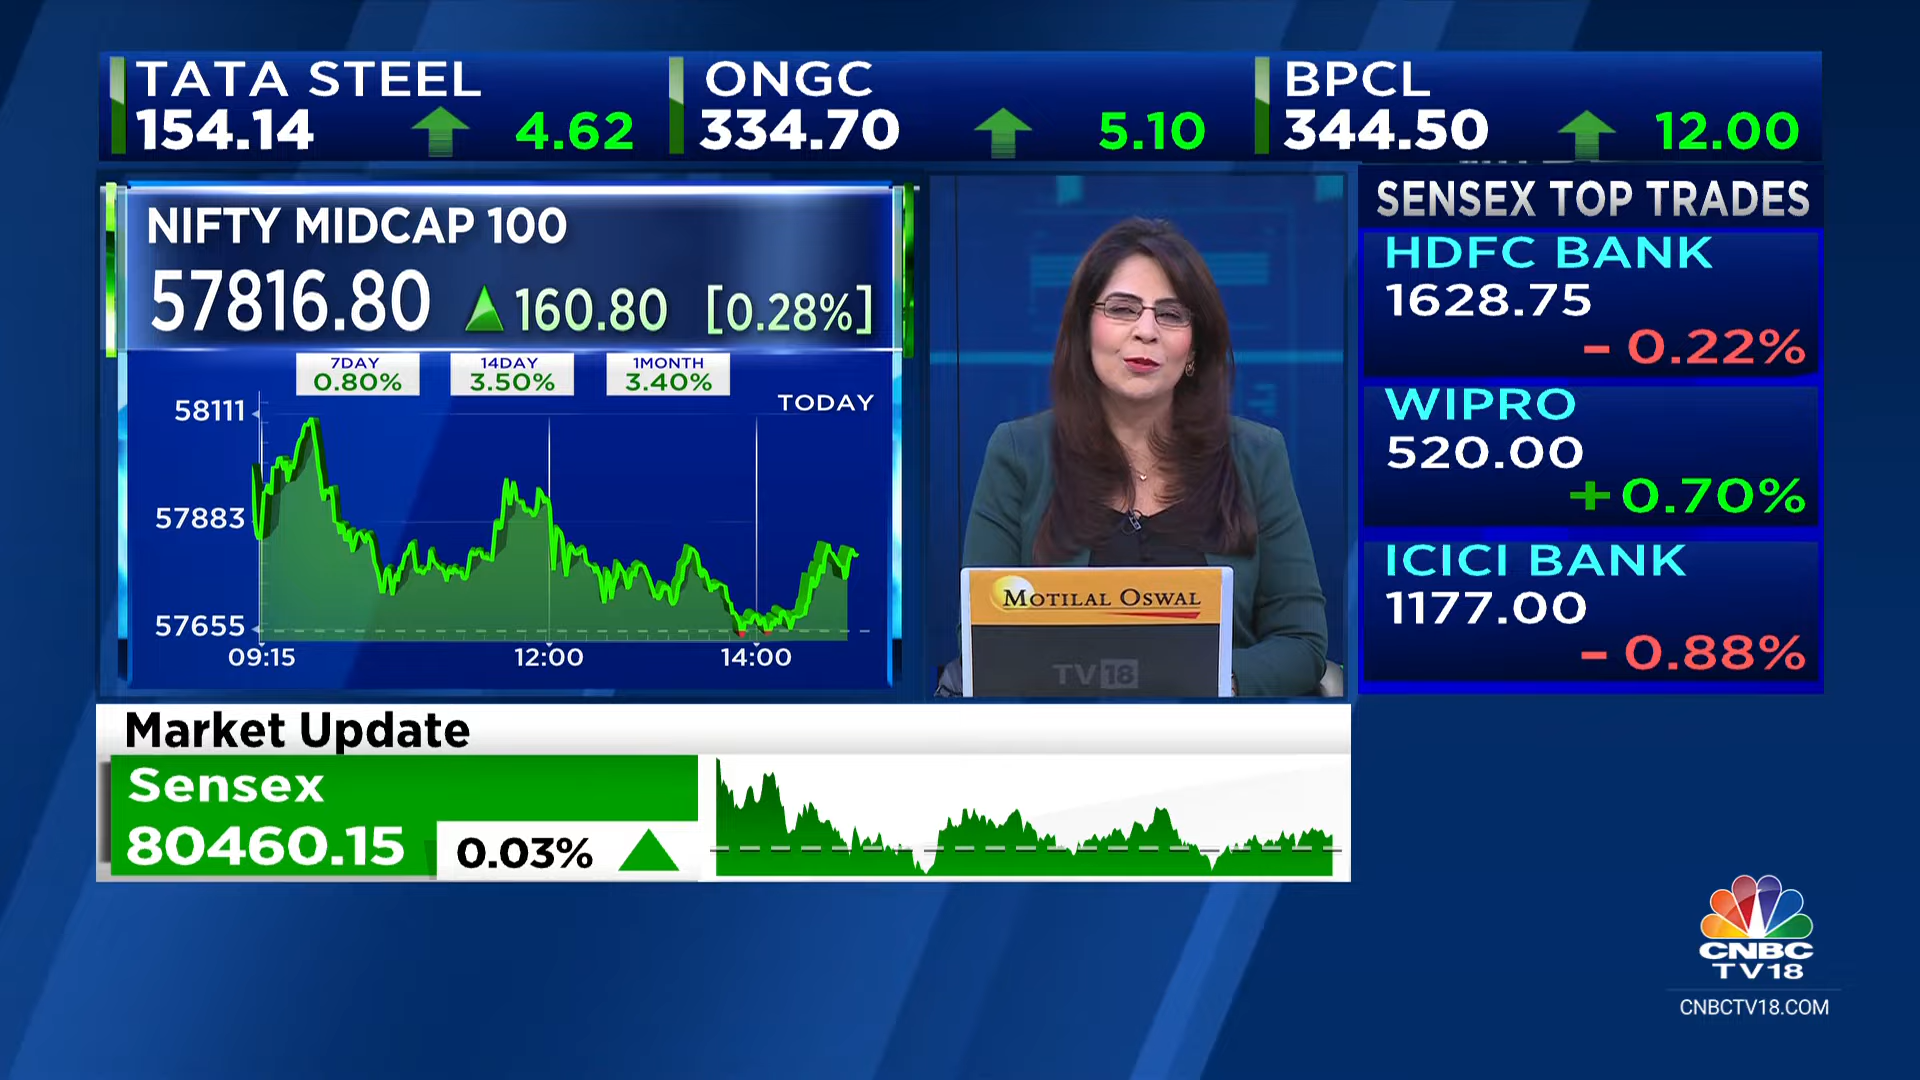 TATA STEEL
154.14 4.62
ONGC
334.70 5.10
BPCL
344.50 12.00
NIFTY MIDCAP 100
57816.80 160.80 [0.28%]
7DAY
0.80%
14DAY
3.50%
1MONTH
3.40%
TODAY
58111
57883
57655
09:15 12:00 14:00
MOTILAL OSWAL
TV18
SENSEX TOP TRADES
HDFC BANK
1628.75
- 0.22%
WIPRO
520.00
+0.70%
ICICI BANK
1177.00
- 0.88%
Market Update
Sensex
80460.15 0.03%
CNBC
TV18
CNBCTV18.COM